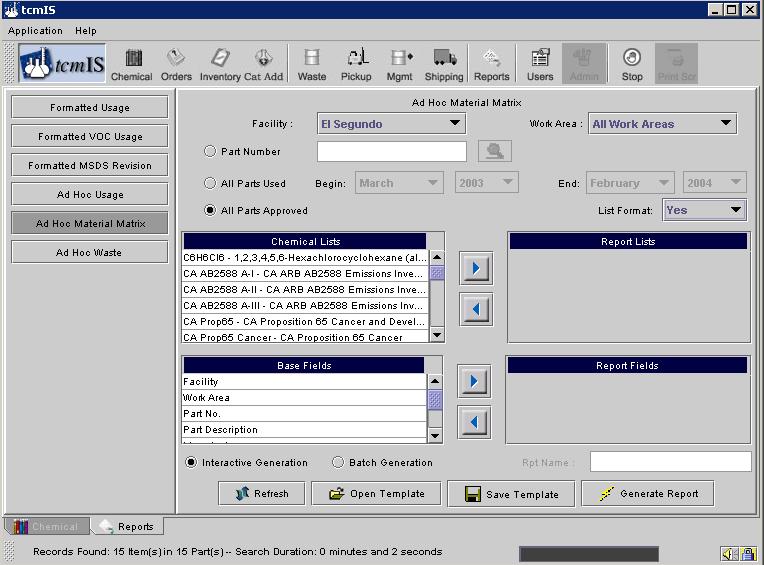 tcmIS
Application Help
tcmIS Chemical Orders Inventory Cat Add Waste Pickup Mgmt Shipping Reports Users Admin Stop Print Scr
Formatted Usage
Formatted VOC Usage
Formatted MSDS Revision
Ad Hoc Usage
Ad Hoc Material Matrix
Ad Hoc Waste
Ad Hoc Material Matrix
Facility : El Segundo Work Area : All Work Areas
Part Number
All Parts Used Begin: March 2003 End: February 2004
All Parts Approved List Format: Yes
Chemical Lists
C6H6Cl6 - 1,2,3,4,5,6-Hexachlorocyclohexane (al...
CA AB2588 A-I - CA ARB AB2588 Emissions Inve...
CA AB2588 A-II - CA ARB AB2588 Emissions Inv...
CA AB2588 A-III - CA ARB AB2588 Emissions Inv...
CA Prop65 - CA Proposition 65 Cancer and Devel...
CA Prop65 Cancer - CA Proposition 65 Cancer
Report Lists
Base Fields
Facility
Work Area
Part No.
Part Description
Report Fields
Interactive Generation Batch Generation Rpt Name :
Refresh Open Template Save Template Generate Report
Chemical Reports
Records Found: 15 Item(s) in 15 Part(s) -- Search Duration: 0 minutes and 2 seconds